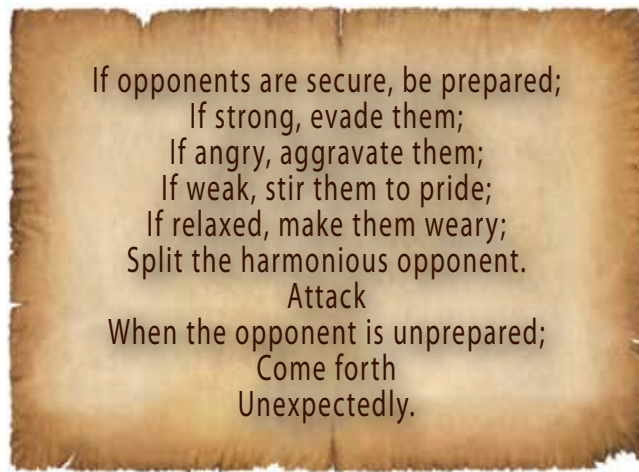 If opponents are secure, be prepared;
If strong, evade them;
If angry, aggravate them;
If weak, stir them to pride;
If relaxed, make them weary;
Split the harmonious opponent.
Attack
When the opponent is unprepared;
Come forth
Unexpectedly.